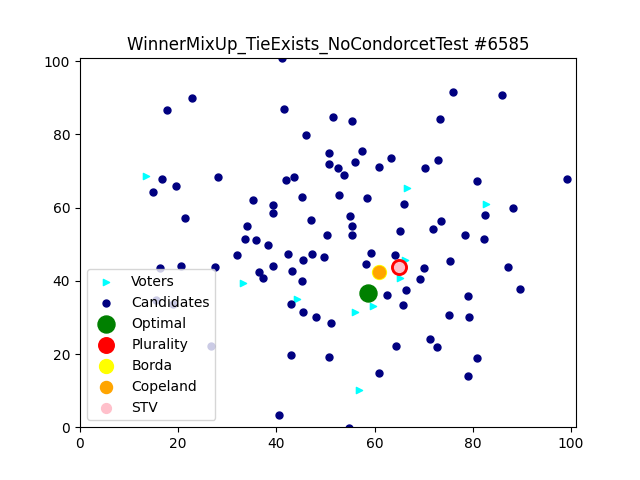 WinnerMixUp_TieExists_NoCondorcetTest #6585
100
80
60
40
20
0
Voters
Candidates
Optimal
Plurality
Borda
Copeland
STV
0 20 40 60 80 100